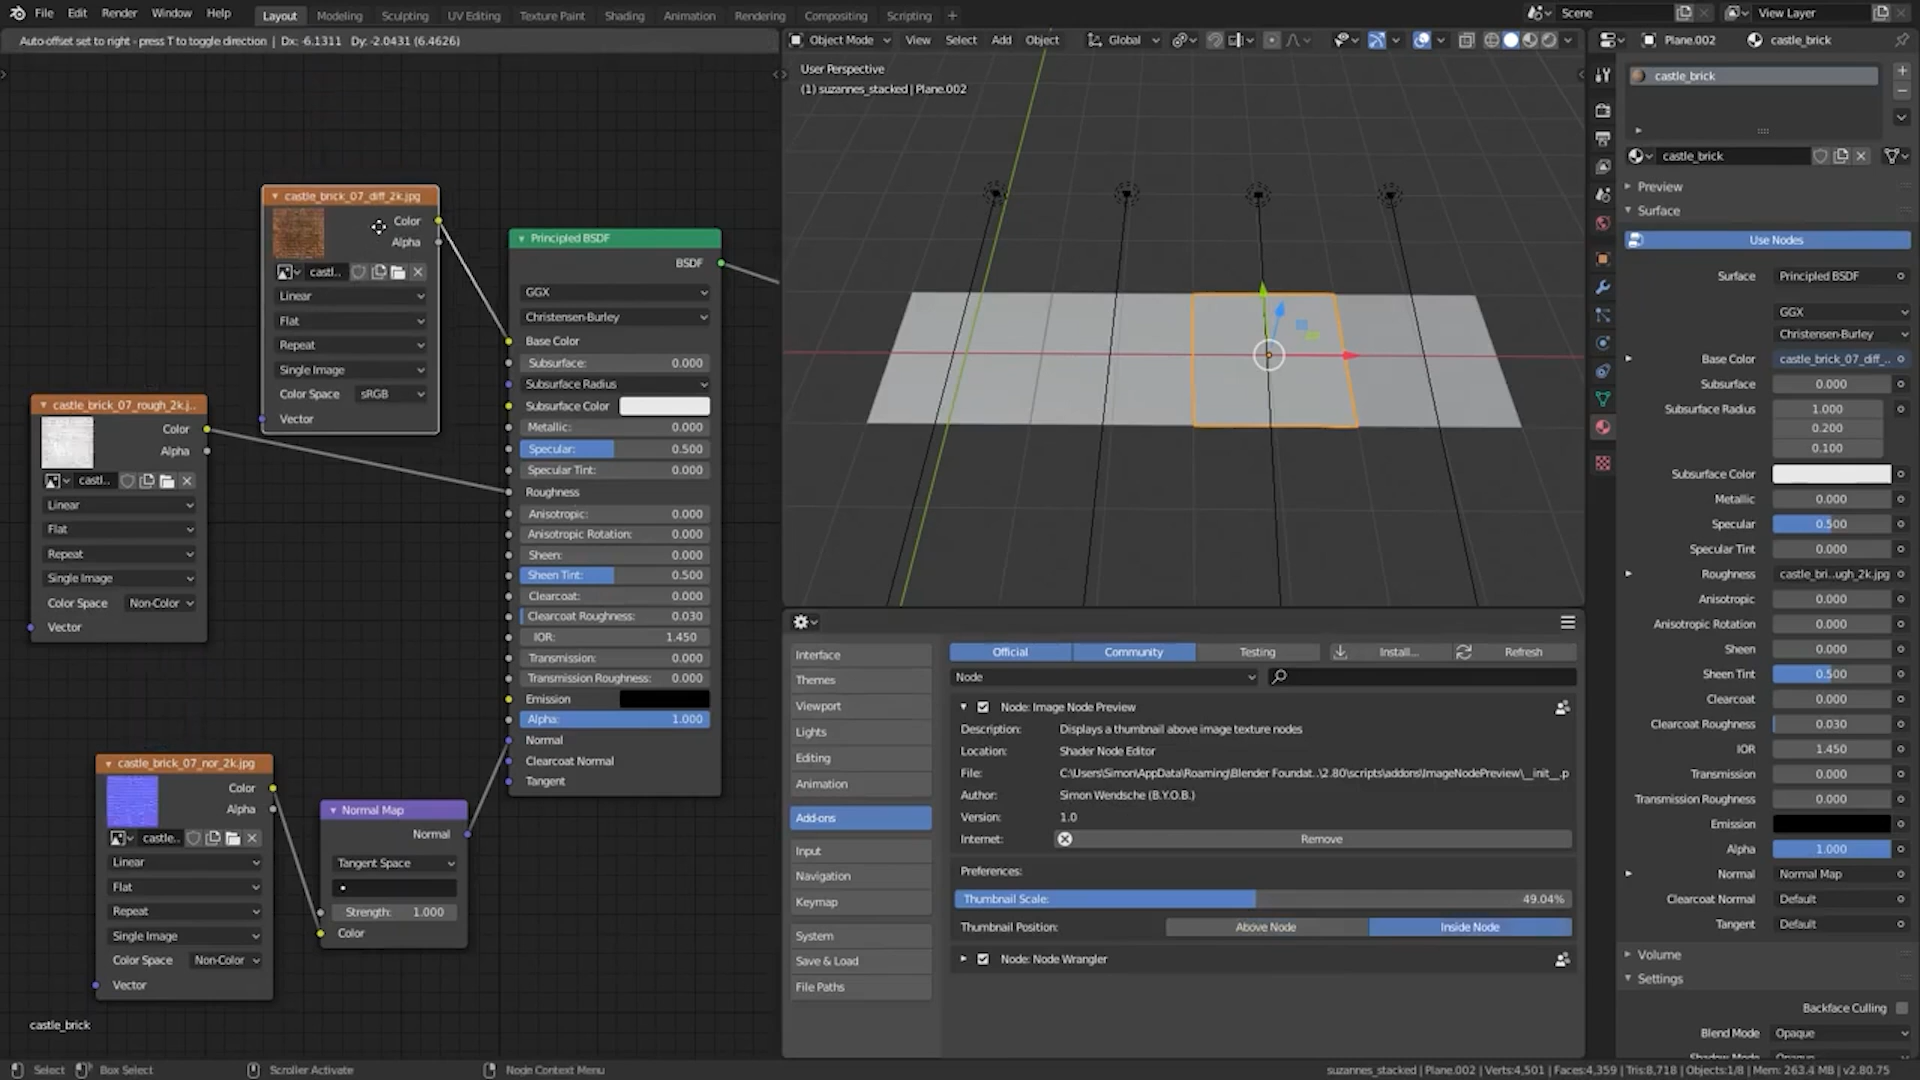 File Edit Render Window Help
Layout Modeling Sculpting UV Editing Texture Paint Shading Animation Rendering Compositing Scripting +
Scene
View Layer
Auto-offset set to right - press T to toggle direction | Dx: -6.1311 Dy: -2.0431 (6.4626)
castle_brick_07_diff_2k.jpg
Color
Alpha
castl..
Linear
Flat
Repeat
Single Image
Color Space sRGB
Vector
castle_brick_07_rough_2k.j..
Color
Alpha
castl..
Linear
Flat
Repeat
Single Image
Color Space Non-Color
Vector
castle_brick_07_nor_2k.jpg
Color
Alpha
castle..
Linear
Flat
Repeat
Single Image
Color Space Non-Color
Vector
Normal Map
Normal
Tangent Space
Strength: 1.000
Color
Principled BSDF
BSDF
GGX
Christensen-Burley
Base Color
Subsurface: 0.000
Subsurface Radius
Subsurface Color
Metallic: 0.000
Specular: 0.500
Specular Tint: 0.000
Roughness
Anisotropic: 0.000
Anisotropic Rotation: 0.000
Sheen: 0.000
Sheen Tint: 0.500
Clearcoat: 0.000
Clearcoat Roughness: 0.030
IOR: 1.450
Transmission: 0.000
Transmission Roughness: 0.000
Emission
Alpha: 1.000
Normal
Clearcoat Normal
Tangent
castle_brick
Object Mode View Select Add Object Global
User Perspective
(1) suzannes_stacked | Plane.002
Interface
Themes
Viewport
Lights
Editing
Animation
Add-ons
Input
Navigation
Keymap
System
Save & Load
File Paths
Official Community Testing Install... Refresh
Node
Node: Image Node Preview
Description: Displays a thumbnail above image texture nodes
Location: Shader Node Editor
File: C:\Users\Simon\AppData\Roaming\Blender Foundat..\2.80\scripts\addons\ImageNodePreview\__init__.p
Author: Simon Wendsche (B.Y.O.B.)
Version: 1.0
Internet: Remove
Preferences:
Thumbnail Scale: 49.04%
Thumbnail Position: Above Node Inside Node
Node: Node Wrangler
Plane.002 castle_brick
castle_brick
castle_brick
Preview
Surface
Use Nodes
Surface Principled BSDF
GGX
Christensen-Burley
Base Color castle_brick_07_diff_..
Subsurface 0.000
Subsurface Radius 1.000
0.200
0.100
Subsurface Color
Metallic 0.000
Specular 0.500
Specular Tint 0.000
Roughness castle_bri..ugh_2k.jpg
Anisotropic 0.000
Anisotropic Rotation 0.000
Sheen 0.000
Sheen Tint 0.500
Clearcoat 0.000
Clearcoat Roughness 0.030
IOR 1.450
Transmission 0.000
Transmission Roughness 0.000
Emission
Alpha 1.000
Normal Normal Map
Clearcoat Normal Default
Tangent Default
Volume
Settings
Backface Culling
Blend Mode Opaque
Shadow Mode Opaque
Select Box Select Scroller Activate Node Context Menu
suzannes_stacked | Plane.002 | Verts:4,501 | Faces:4,359 | Tris:8,718 | Objects:1/8 | Mem: 263.4 MB | v2.80.75